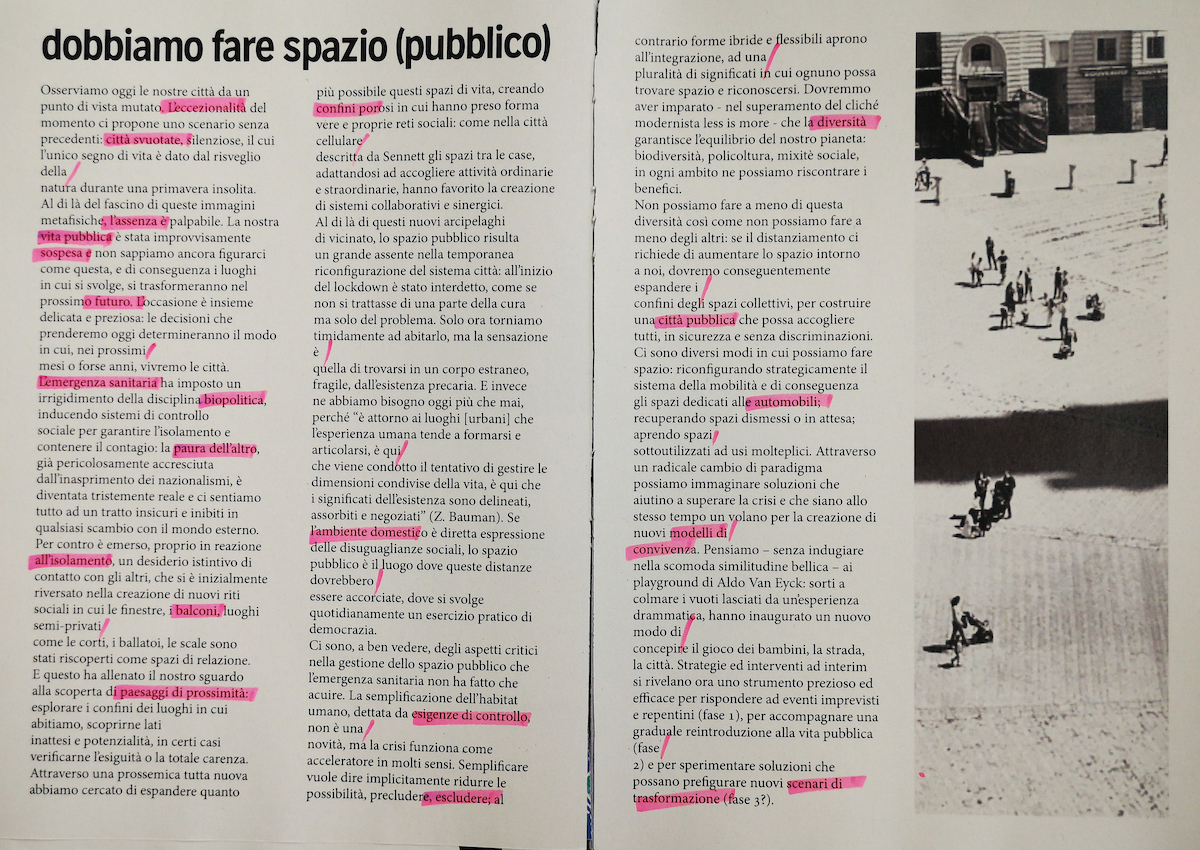 dobbiamo fare spazio (pubblico)
Osserviamo oggi le nostre città da un
punto di vista mutato. L'eccezionalità del
momento ci propone uno scenario senza
precedenti: città svuotate, silenziose, il cui
l'unico segno di vita è dato dal risveglio
della
natura durante una primavera insolita.
Al di là del fascino di queste immagini
metafisiche, l'assenza è palpabile. La nostra
vita pubblica è stata improvvisamente
sospesa e non sappiamo ancora figurarci
come questa, e di conseguenza i luoghi
in cui si svolge, si trasformeranno nel
prossimo futuro. L'occasione è insieme
delicata e preziosa: le decisioni che
prenderemo oggi determineranno il modo
in cui, nei prossimi
mesi o forse anni, vivremo le città.
L'emergenza sanitaria ha imposto un
irrigidimento della disciplina biopolitica,
inducendo sistemi di controllo
sociale per garantire l'isolamento e
contenere il contagio: la paura dell'altro,
già pericolosamente accresciuta
dall'inasprimento dei nazionalismi, è
diventata tristemente reale e ci sentiamo
tutto ad un tratto insicuri e inibiti in
qualsiasi scambio con il mondo esterno.
Per contro è emerso, proprio in reazione
all'isolamento, un desiderio istintivo di
contatto con gli altri, che si è inizialmente
riversato nella creazione di nuovi riti
sociali in cui le finestre, i balconi, luoghi
semi-privati
come le corti, i ballatoi, le scale sono
stati riscoperti come spazi di relazione.
E questo ha allenato il nostro sguardo
alla scoperta di paesaggi di prossimità:
esplorare i confini dei luoghi in cui
abitiamo, scoprirne lati
inattesi e potenzialità, in certi casi
verificarne l'esiguità o la totale carenza.
Attraverso una prossemica tutta nuova
abbiamo cercato di espandere quanto
più possibile questi spazi di vita, creando
confini porosi in cui hanno preso forma
vere e proprie reti sociali: come nella città
cellulare
descritta da Sennett gli spazi tra le case,
adattandosi ad accogliere attività ordinarie
e straordinarie, hanno favorito la creazione
di sistemi collaborativi e sinergici.
Al di là di questi nuovi arcipelaghi
di vicinato, lo spazio pubblico risulta
un grande assente nella temporanea
riconfigurazione del sistema città: all'inizio
del lockdown è stato interdetto, come se
non si trattasse di una parte della cura
ma solo del problema. Solo ora torniamo
timidamente ad abitarlo, ma la sensazione
è
quella di trovarsi in un corpo estraneo,
fragile, dall'esistenza precaria. E invece
ne abbiamo bisogno oggi più che mai,
perché “è attorno ai luoghi [urbani] che
l'esperienza umana tende a formarsi e
articolarsi, è qui
che viene condotto il tentativo di gestire le
dimensioni condivise della vita, è qui che
i significati dell'esistenza sono delineati,
assorbiti e negoziati” (Z. Bauman). Se
l'ambiente domestico è diretta espressione
delle disuguaglianze sociali, lo spazio
pubblico è il luogo dove queste distanze
dovrebbero
essere accorciate, dove si svolge
quotidianamente un esercizio pratico di
democrazia.
Ci sono, a ben vedere, degli aspetti critici
nella gestione dello spazio pubblico che
l'emergenza sanitaria non ha fatto che
acuire. La semplificazione dell'habitat
umano, dettata da esigenze di controllo,
non è una
novità, ma la crisi funziona come
acceleratore in molti sensi. Semplificare
vuole dire implicitamente ridurre le
possibilità, precludere, escludere; al
contrario forme ibride e flessibili aprono
all'integrazione, ad una
pluralità di significati in cui ognuno possa
trovare spazio e riconoscersi. Dovremmo
aver imparato - nel superamento del cliché
modernista less is more - che la diversità
garantisce l'equilibrio del nostro pianeta:
biodiversità, policoltura, mixitè sociale,
in ogni ambito ne possiamo riscontrare i
benefici.
Non possiamo fare a meno di questa
diversità così come non possiamo fare a
meno degli altri: se il distanziamento ci
richiede di aumentare lo spazio intorno
a noi, dovremo conseguentemente
espandere i
confini degli spazi collettivi, per costruire
una città pubblica che possa accogliere
tutti, in sicurezza e senza discriminazioni.
Ci sono diversi modi in cui possiamo fare
spazio: riconfigurando strategicamente il
sistema della mobilità e di conseguenza
gli spazi dedicati alle automobili;
recuperando spazi dismessi o in attesa;
aprendo spazi
sottoutilizzati ad usi molteplici. Attraverso
un radicale cambio di paradigma
possiamo immaginare soluzioni che
aiutino a superare la crisi e che siano allo
stesso tempo un volano per la creazione di
nuovi modelli di
convivenza. Pensiamo – senza indugiare
nella scomoda similitudine bellica – ai
playground di Aldo Van Eyck: sorti a
colmare i vuoti lasciati da un'esperienza
drammatica, hanno inaugurato un nuovo
modo di
concepire il gioco dei bambini, la strada,
la città. Strategie ed interventi ad interim
si rivelano ora uno strumento prezioso ed
efficace per rispondere ad eventi imprevisti
e repentini (fase 1), per accompagnare una
graduale reintroduzione alla vita pubblica
(fase
2) e per sperimentare soluzioni che
possano prefigurare nuovi scenari di
trasformazione (fase 3?).